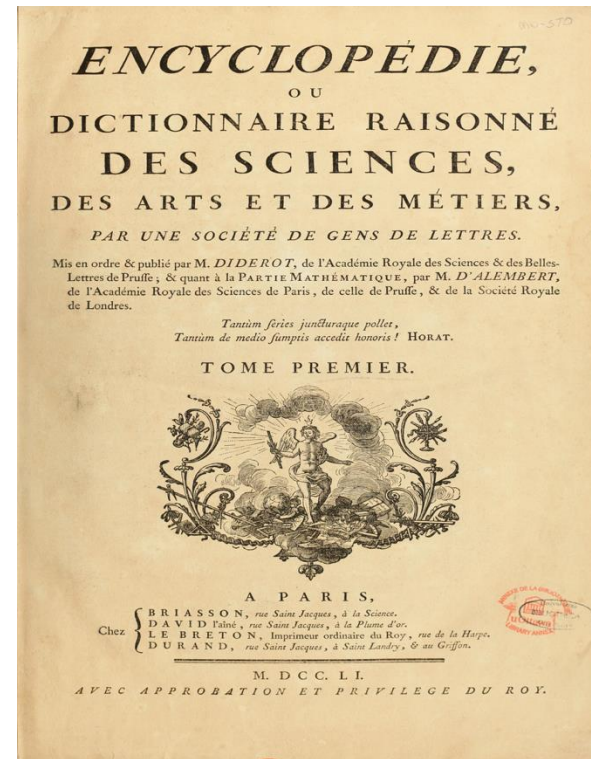 ENCYCLOPÉDIE,
OU
DICTIONNAIRE RAISONNÉ
DES SCIENCES,
DES ARTS ET DES MÉTIERS,
PAR UNE SOCIÉTÉ DE GENS DE LETTRES.
Mis en ordre & publié par M. DIDEROT, de l'Académie Royale des Sciences & des Belles-
Lettres de Pruſſe ; & quant à la PARTIE MATHÉMATIQUE, par M. D'ALEMBERT,
de l'Académie Royale des Sciences de Paris, de celle de Pruſſe, & de la Société Royale
de Londres.
Tantùm ſeries juncturaque pollet,
Tantùm de medio ſumptis accedit honoris ! HORAT.
TOME PREMIER.
A PARIS,
Chez
BRIASSON, rue Saint Jacques, à la Science.
DAVID l'aîné, rue Saint Jacques, à la Plume d'or.
LE BRETON, Imprimeur ordinaire du Roy, rue de la Harpe.
DURAND, rue Saint Jacques, à Saint Landry, & au Griffon.
M. DCC. LI.
AVEC APPROBATION ET PRIVILEGE DU ROY.